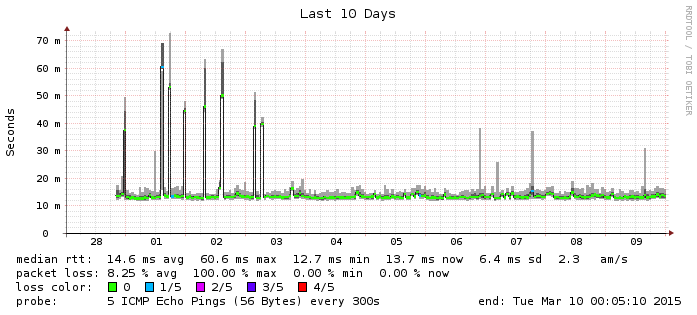 Last 10 Days
RRDTOOL / TOBI OETIKER
Seconds
70 m
60 m
50 m
40 m
30 m
20 m
10 m
0
28 01 02 03 04 05 06 07 08 09
median rtt: 14.6 ms avg 60.6 ms max 12.7 ms min 13.7 ms now 6.4 ms sd 2.3 am/s
packet loss: 8.25 % avg 100.00 % max 0.00 % min 0.00 % now
loss color: 0 1/5 2/5 3/5 4/5
probe: 5 ICMP Echo Pings (56 Bytes) every 300s end: Tue Mar 10 00:05:10 2015